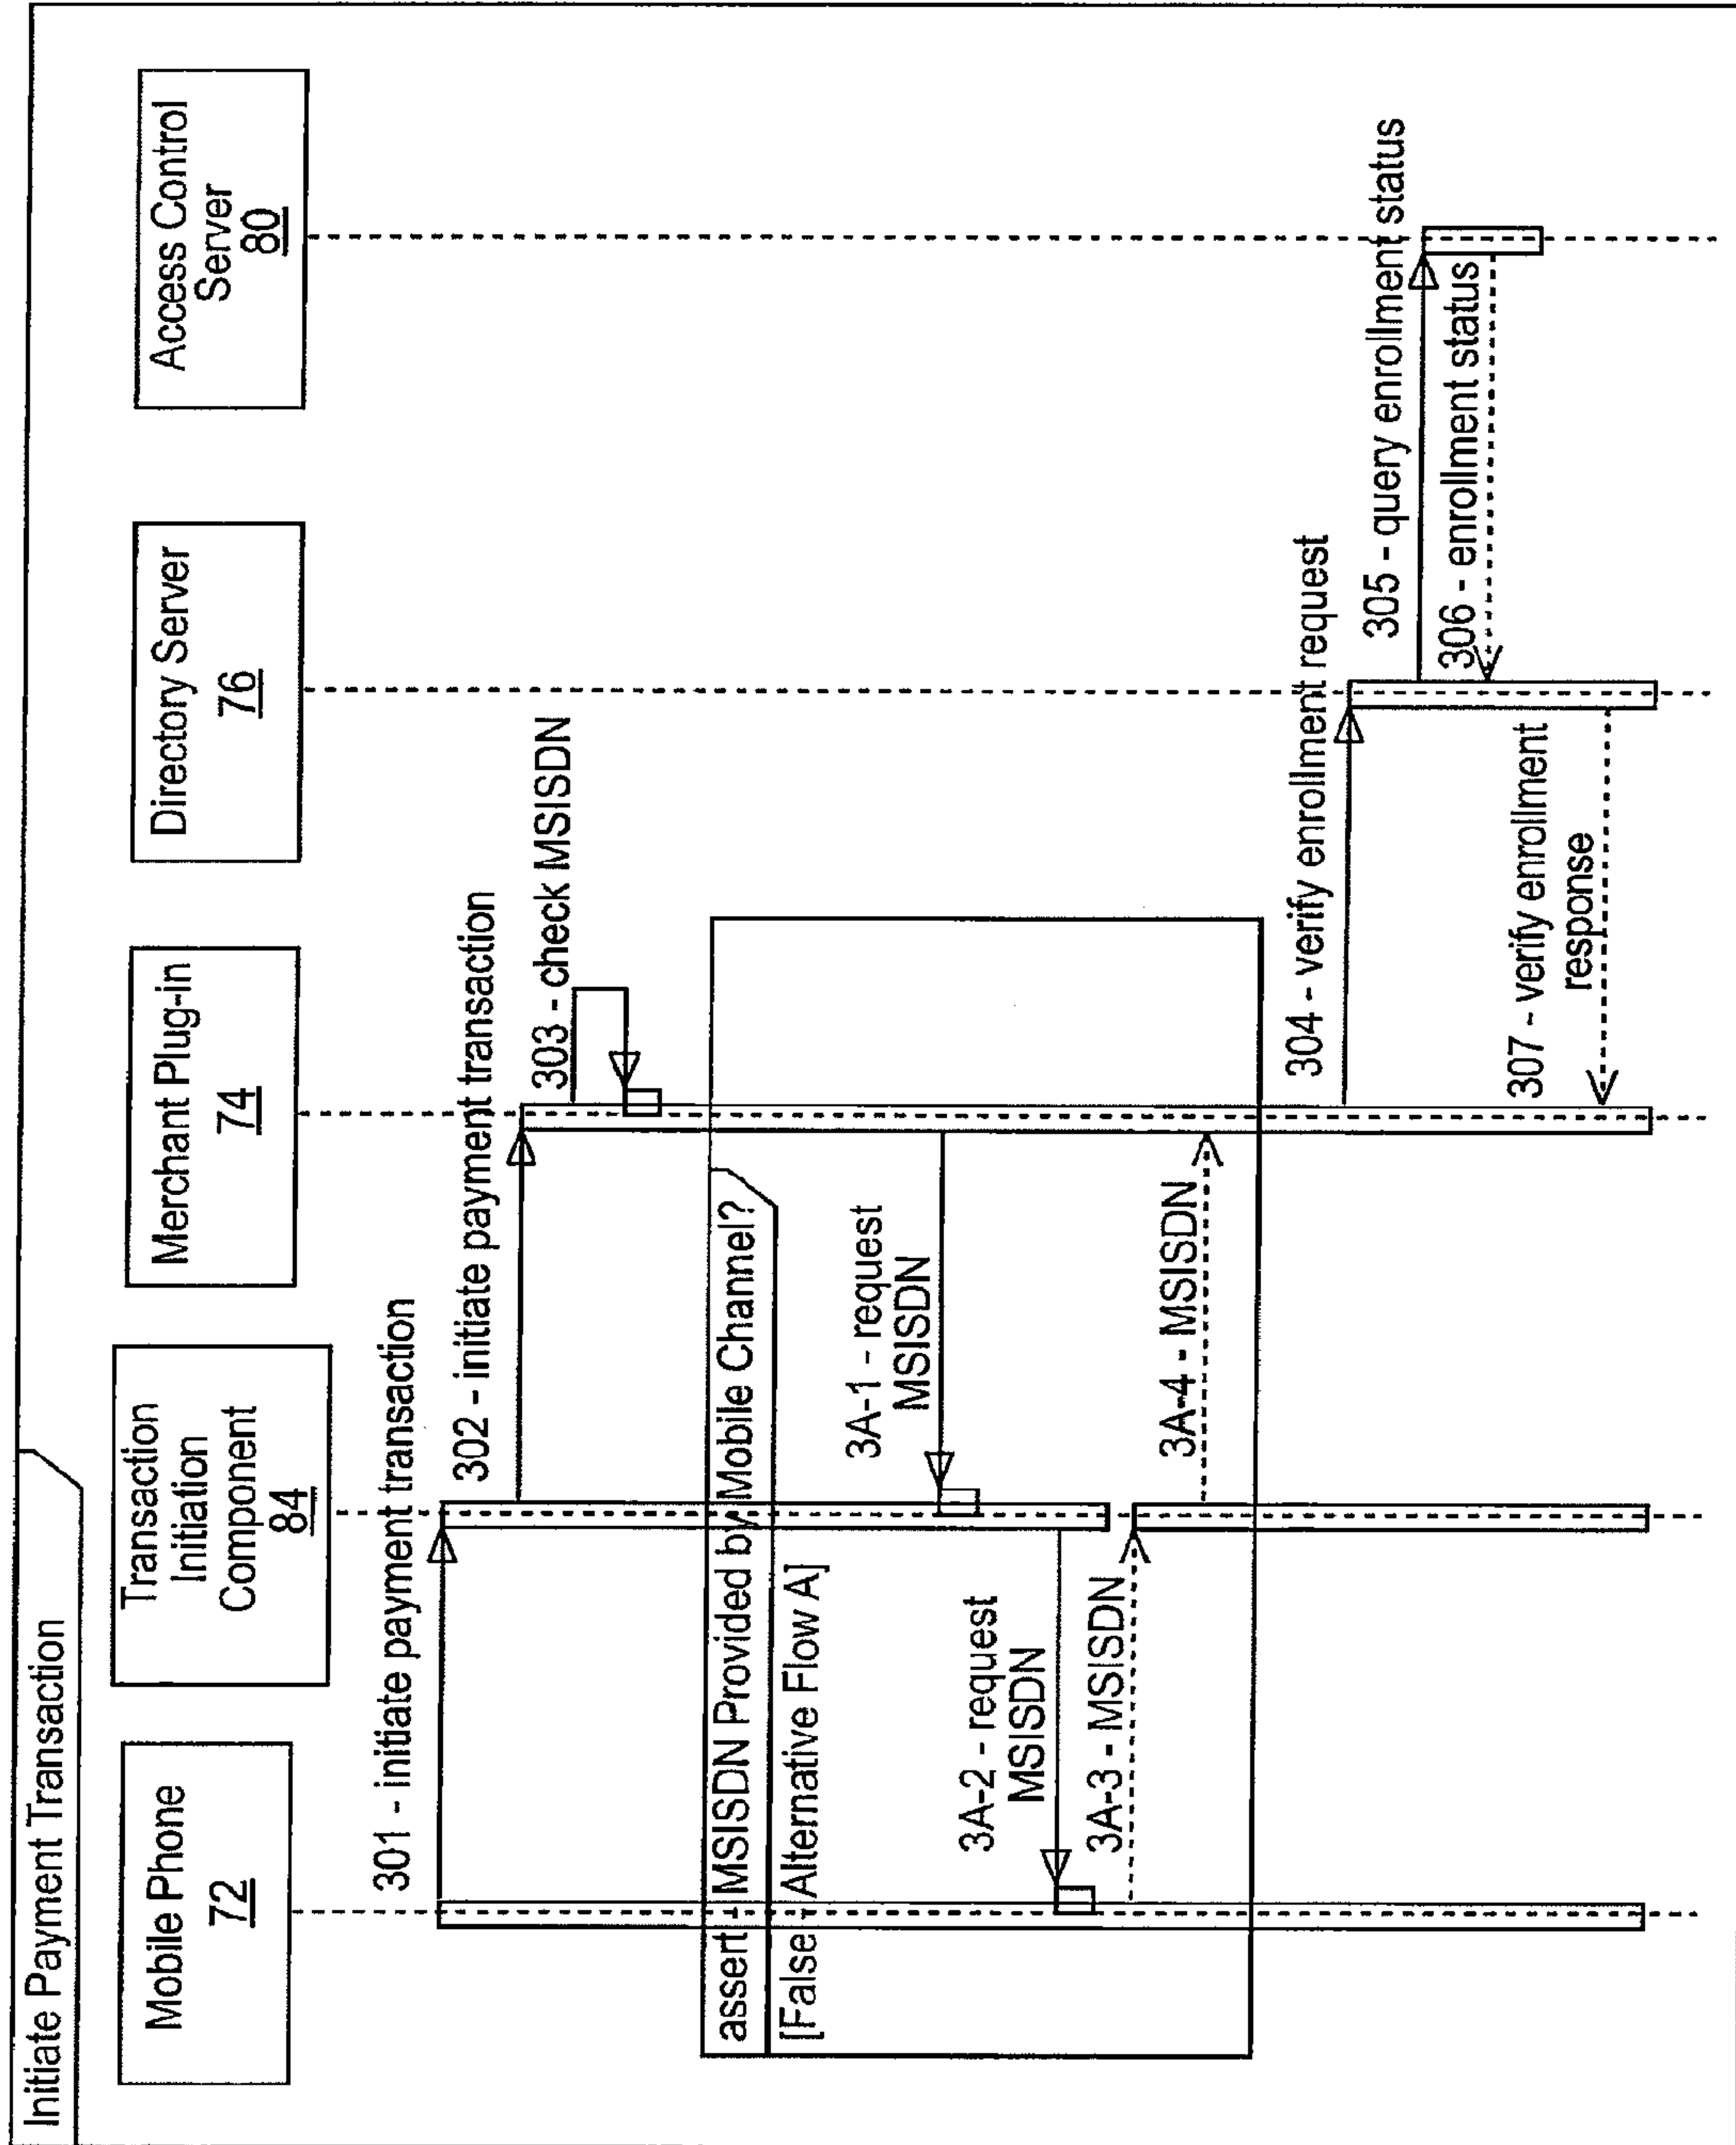 Initiate Payment Transaction
Mobile Phone
72
Transaction
Initiation
Component
84
Merchant Plug-in
74
Directory Server
76
Access Control
Server
80
301 - initiate payment transaction
302 - initiate payment transaction
303 - check MSISDN
assert - MSISDN Provided by Mobile Channel?
[False - Alternative Flow A]
3A-1 - request
MSISDN
3A-2 - request
MSISDN
3A-3 - MSISDN
3A-4 - MSISDN
304 - verify enrollment request
305 - query enrollment status
306 - enrollment status
307 - verify enrollment
response